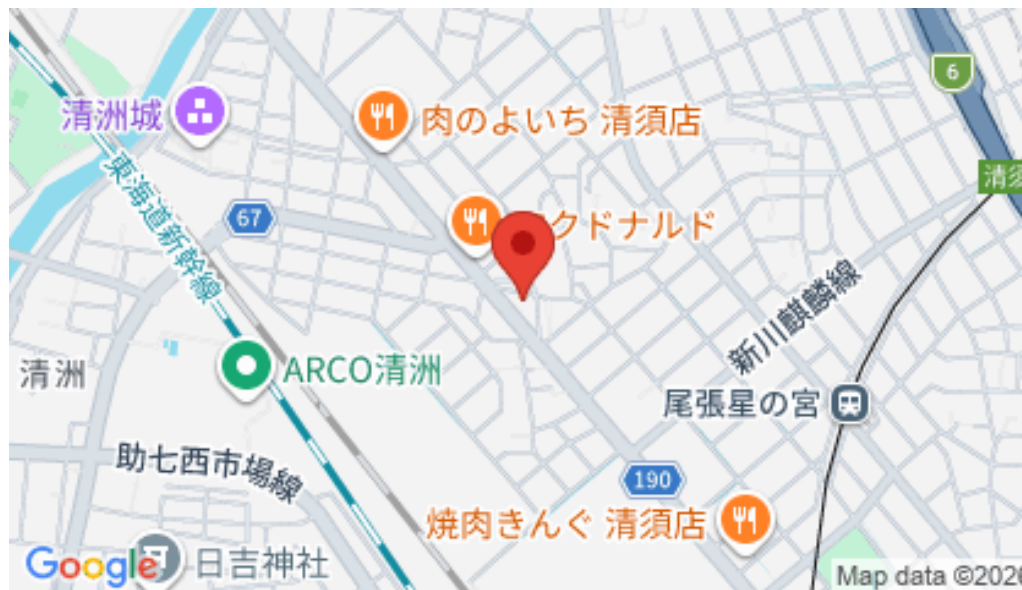 6
清洲城
肉のよいち 清須店
清須
東海道新幹線
67
クドナルド
新川麒麟線
ARCO清洲
清洲
尾張星の宮
助七西市場線
190
焼肉きんぐ 清須店
Google
日吉神社
Map data ©2026